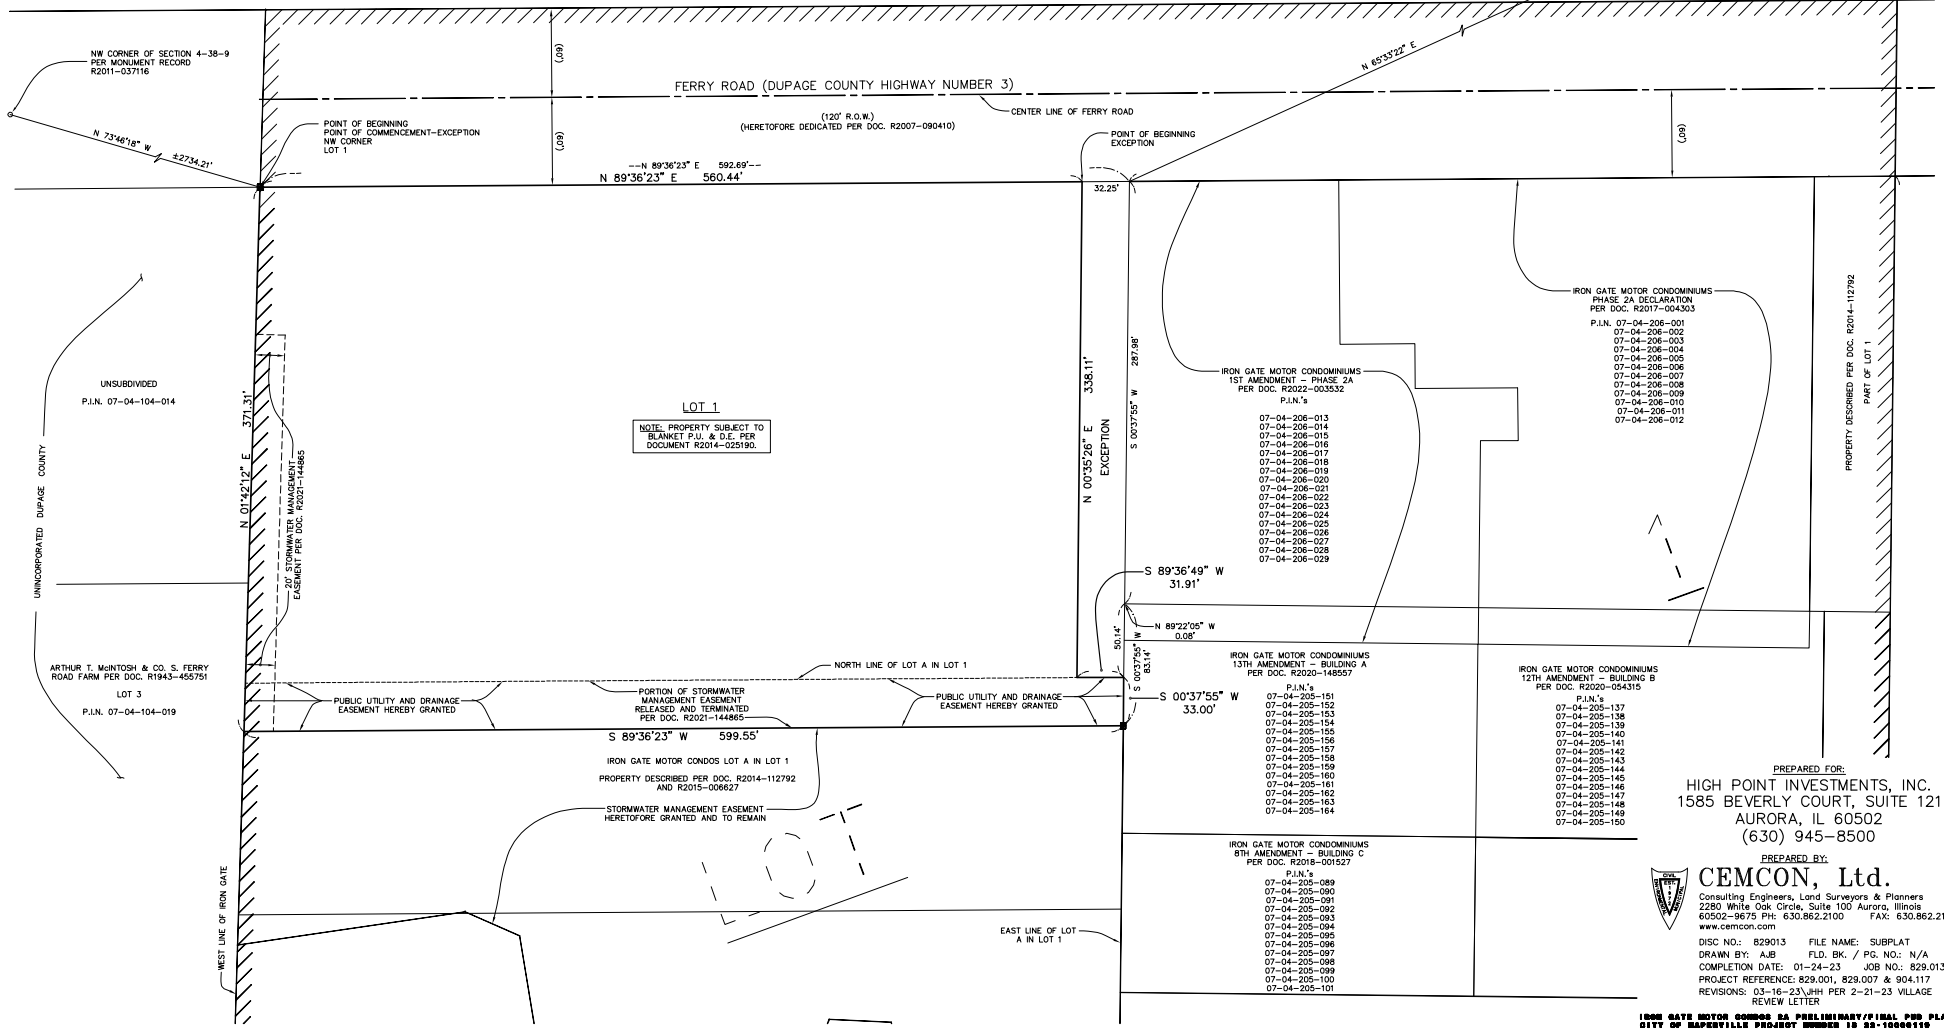 NW CORNER OF SECTION 4-38-9
PER MONUMENT RECORD
R2011-037116
N 73°46'18" W
±2734.21'
POINT OF BEGINNING
POINT OF COMMENCEMENT-EXCEPTION
NW CORNER
LOT 1
(60')
(60')
FERRY ROAD (DUPAGE COUNTY HIGHWAY NUMBER 3)
CENTER LINE OF FERRY ROAD
(120' R.O.W.)
(HERETOFORE DEDICATED PER DOC. R2007-090410)
--N 89°36'23" E 592.69'--
N 89°36'23" E 560.44'
POINT OF BEGINNING
EXCEPTION
32.25'
N 65°33'22" E
(60')
UNSUBDIVIDED
P.I.N. 07-04-104-014
UNINCORPORATED DUPAGE COUNTY
N 01°42'12" E 371.31'
20' STORMWATER MANAGEMENT
EASEMENT PER DOC. R2021-144865
LOT 1
NOTE: PROPERTY SUBJECT TO
BLANKET P.U. & D.E. PER
DOCUMENT R2014-025190.
N 00°35'26" E 338.11'
EXCEPTION
S 00°37'55" W 287.98'
IRON GATE MOTOR CONDOMINIUMS
1ST AMENDMENT - PHASE 2A
PER DOC. R2022-003532
P.I.N.'s
07-04-206-013
07-04-206-014
07-04-206-015
07-04-206-016
07-04-206-017
07-04-206-018
07-04-206-019
07-04-206-020
07-04-206-021
07-04-206-022
07-04-206-023
07-04-206-024
07-04-206-025
07-04-206-026
07-04-206-027
07-04-206-028
07-04-206-029
IRON GATE MOTOR CONDOMINIUMS
PHASE 2A DECLARATION
PER DOC. R2017-004303
P.I.N. 07-04-206-001
07-04-206-002
07-04-206-003
07-04-206-004
07-04-206-005
07-04-206-006
07-04-206-007
07-04-206-008
07-04-206-009
07-04-206-010
07-04-206-011
07-04-206-012
PROPERTY DESCRIBED PER DOC. R2014-112792
PART OF LOT 1
S 89°36'49" W
31.91'
N 89°22'05" W
0.08'
50.14'
S 00°37'55" W
83.14'
S 00°37'55" W
33.00'
ARTHUR T. McINTOSH & CO. S. FERRY
ROAD FARM PER DOC. R1943-455751
LOT 3
P.I.N. 07-04-104-019
NORTH LINE OF LOT A IN LOT 1
PUBLIC UTILITY AND DRAINAGE
EASEMENT HEREBY GRANTED
PORTION OF STORMWATER
MANAGEMENT EASEMENT
RELEASED AND TERMINATED
PER DOC. R2021-144865
PUBLIC UTILITY AND DRAINAGE
EASEMENT HEREBY GRANTED
S 89°36'23" W 599.55'
IRON GATE MOTOR CONDOS LOT A IN LOT 1
PROPERTY DESCRIBED PER DOC. R2014-112792
AND R2015-006627
STORMWATER MANAGEMENT EASEMENT
HERETOFORE GRANTED AND TO REMAIN
LOT
1
WEST LINE OF IRON GATE
EAST LINE OF LOT
A IN LOT 1
IRON GATE MOTOR CONDOMINIUMS
13TH AMENDMENT - BUILDING A
PER DOC. R2020-148557
P.I.N.'s
07-04-205-151
07-04-205-152
07-04-205-153
07-04-205-154
07-04-205-155
07-04-205-156
07-04-205-157
07-04-205-158
07-04-205-159
07-04-205-160
07-04-205-161
07-04-205-162
07-04-205-163
07-04-205-164
IRON GATE MOTOR CONDOMINIUMS
12TH AMENDMENT - BUILDING B
PER DOC. R2020-054315
P.I.N.'s
07-04-205-137
07-04-205-138
07-04-205-139
07-04-205-140
07-04-205-141
07-04-205-142
07-04-205-143
07-04-205-144
07-04-205-145
07-04-205-146
07-04-205-147
07-04-205-148
07-04-205-149
07-04-205-150
IRON GATE MOTOR CONDOMINIUMS
8TH AMENDMENT - BUILDING C
PER DOC. R2018-001527
P.I.N.'s
07-04-205-089
07-04-205-090
07-04-205-091
07-04-205-092
07-04-205-093
07-04-205-094
07-04-205-095
07-04-205-096
07-04-205-097
07-04-205-098
07-04-205-099
07-04-205-100
07-04-205-101
PREPARED FOR:
HIGH POINT INVESTMENTS, INC.
1585 BEVERLY COURT, SUITE 121
AURORA, IL 60502
(630) 945-8500
PREPARED BY:
CEMCON, Ltd.
Consulting Engineers, Land Surveyors & Planners
2280 White Oak Circle, Suite 100 Aurora, Illinois
60502-9675 PH: 630.862.2100 FAX: 630.862.21
www.cemcon.com
DISC NO.: 829013 FILE NAME: SUBPLAT
DRAWN BY: AJB FLD. BK. / PG. NO.: N/A
COMPLETION DATE: 01-24-23 JOB NO.: 829.013
PROJECT REFERENCE: 829.001, 829.007 & 904.117
REVISIONS: 03-16-23\JHH PER 2-21-23 VILLAGE
REVIEW LETTER
IRON GATE MOTOR CONDOS 2A PRELIMINARY/FINAL PUD PLA
CITY OF NAPERVILLE PROJECT NUMBER IS 22-10000119